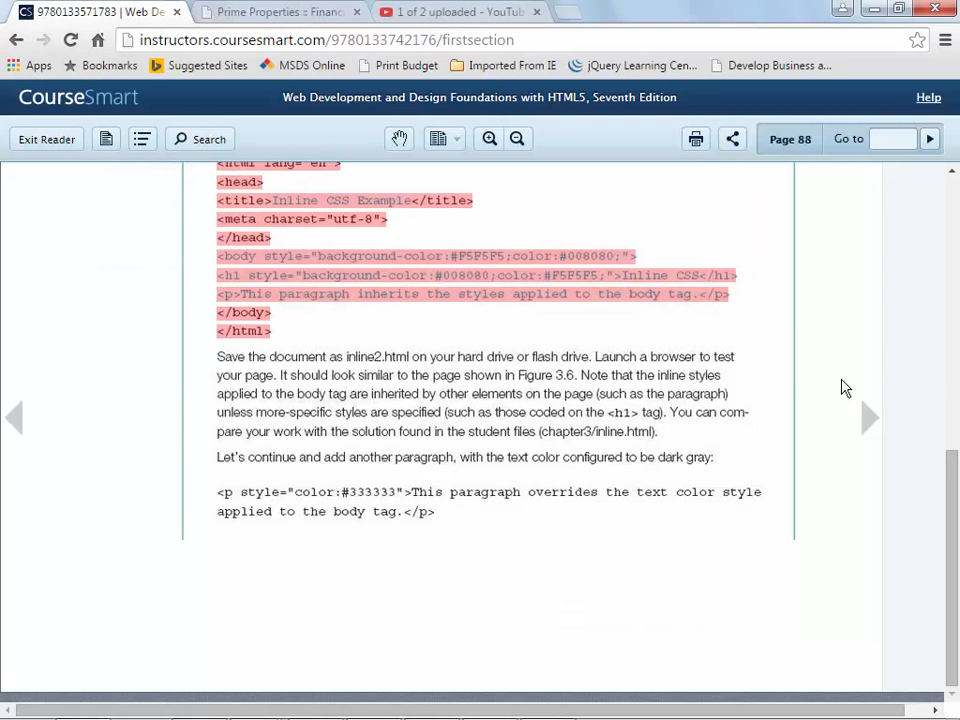 CS 9780133571783 | Web De
Prime Properties :: Financ
1 of 2 uploaded - YouTub
instructors.coursesmart.com/9780133742176/firstsection
Apps Bookmarks Suggested Sites MSDS Online Print Budget Imported From IE jQuery Learning Cen... Develop Business a...
CourseSmart Web Development and Design Foundations with HTML5, Seventh Edition Help
Exit Reader Search Page 88 Go to
<html lang="en">
<head>
<title>Inline CSS Example</title>
<meta charset="utf-8">
</head>
<body style="background-color:#F5F5F5;color:#008080;">
<h1 style="background-color:#008080;color:#F5F5F5;">Inline CSS</h1>
<p>This paragraph inherits the styles applied to the body tag.</p>
</body>
</html>
Save the document as inline2.html on your hard drive or flash drive. Launch a browser to test
your page. It should look similar to the page shown in Figure 3.6. Note that the inline styles
applied to the body tag are inherited by other elements on the page (such as the paragraph)
unless more-specific styles are specified (such as those coded on the <h1> tag). You can com-
pare your work with the solution found in the student files (chapter3/inline.html).
Let's continue and add another paragraph, with the text color configured to be dark gray:
<p style="color:#333333">This paragraph overrides the text color style
applied to the body tag.</p>